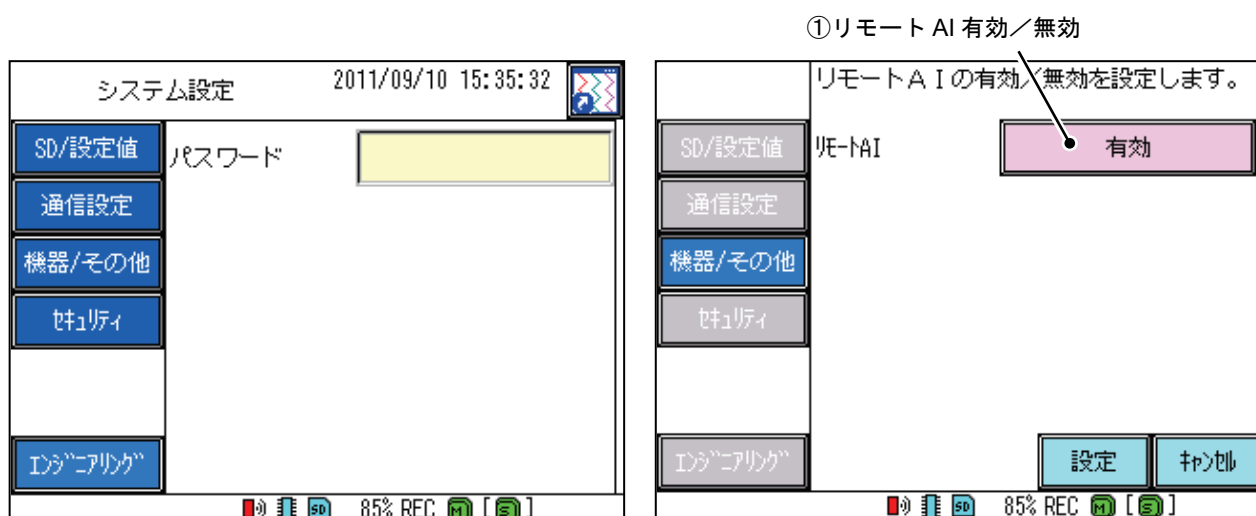 ①リモート AI 有効／無効
システム設定
2011/09/10 15:35:32
SD/設定値
パスワード
通信設定
機器/その他
ｾｷｭﾘﾃｨ
ｴﾝｼﾞﾆｱﾘﾝｸﾞ
SD
85% REC M [S]
リモートＡＩの有効／無効を設定します。
SD/設定値
ﾘﾓｰﾄAI
有効
通信設定
機器/その他
ｾｷｭﾘﾃｨ
ｴﾝｼﾞﾆｱﾘﾝｸﾞ
設定
ｷｬﾝｾﾙ
SD
85% REC M [S]